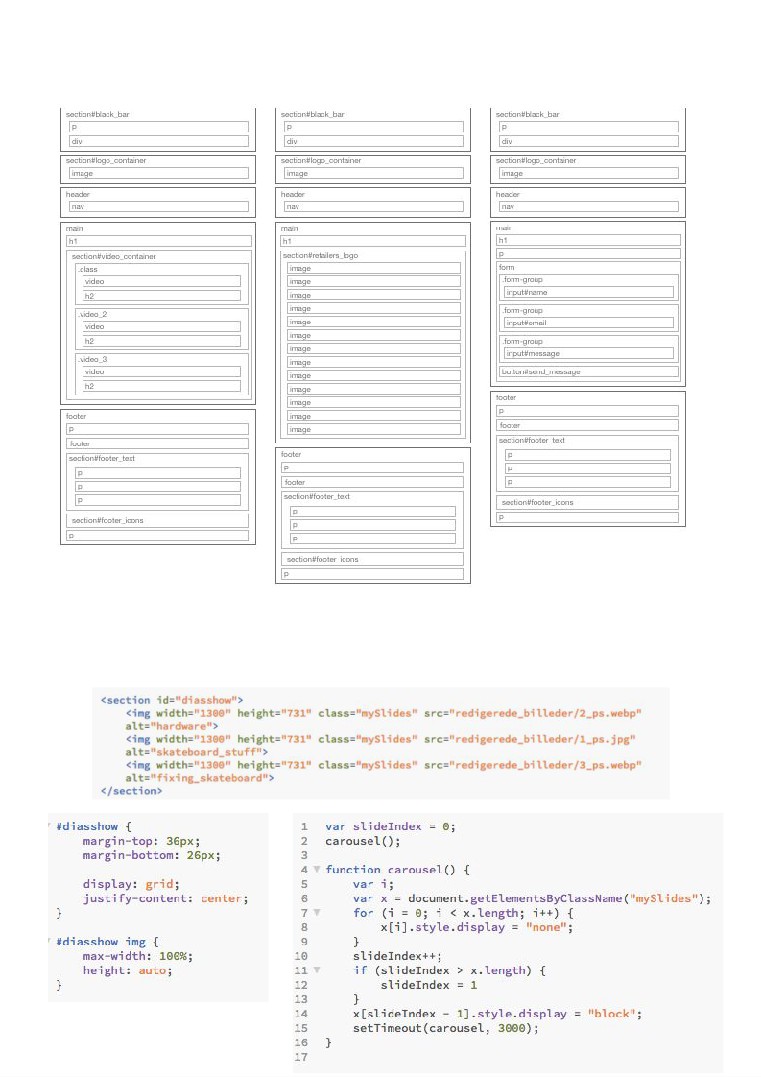 section#black_bar
p
div
section#logo_container
image
header
nav
main
h1
section#video_container
.class
video
h2
.video_2
video
h2
.video_3
video
h2
footer
p
footer
section#footer_text
p
p
p
section#footer_icons
p
section#black_bar
p
div
section#logo_container
image
header
nav
main
h1
section#retailers_logo
image
image
image
image
image
image
image
image
image
image
image
image
image
footer
p
footer
section#footer_text
p
p
p
section#footer_icons
p
section#black_bar
p
div
section#logo_container
image
header
nav
main
h1
p
form
.form-group
input#name
.form-group
input#email
.form-group
input#message
button#send_message
footer
p
footer
section#footer_text
p
p
p
section#footer_icons
p
<section id="diasshow">
<img width="1300" height="731" class="mySlides" src="redigerede_billeder/2_ps.webp"
alt="hardware">
<img width="1300" height="731" class="mySlides" src="redigerede_billeder/1_ps.jpg"
alt="skateboard_stuff">
<img width="1300" height="731" class="mySlides" src="redigerede_billeder/3_ps.webp"
alt="fixing_skateboard">
</section>
#diasshow {
margin-top: 36px;
margin-bottom: 26px;
display: grid;
justify-content: center;
}
#diasshow img {
max-width: 100%;
height: auto;
}
1 var slideIndex = 0;
2 carousel();
3
4 function carousel() {
5 var i;
6 var x = document.getElementsByClassName("mySlides");
7 for (i = 0; i < x.length; i++) {
8 x[i].style.display = "none";
9 }
10 slideIndex++;
11 if (slideIndex > x.length) {
12 slideIndex = 1
13 }
14 x[slideIndex - 1].style.display = "block";
15 setTimeout(carousel, 3000);
16 }
17